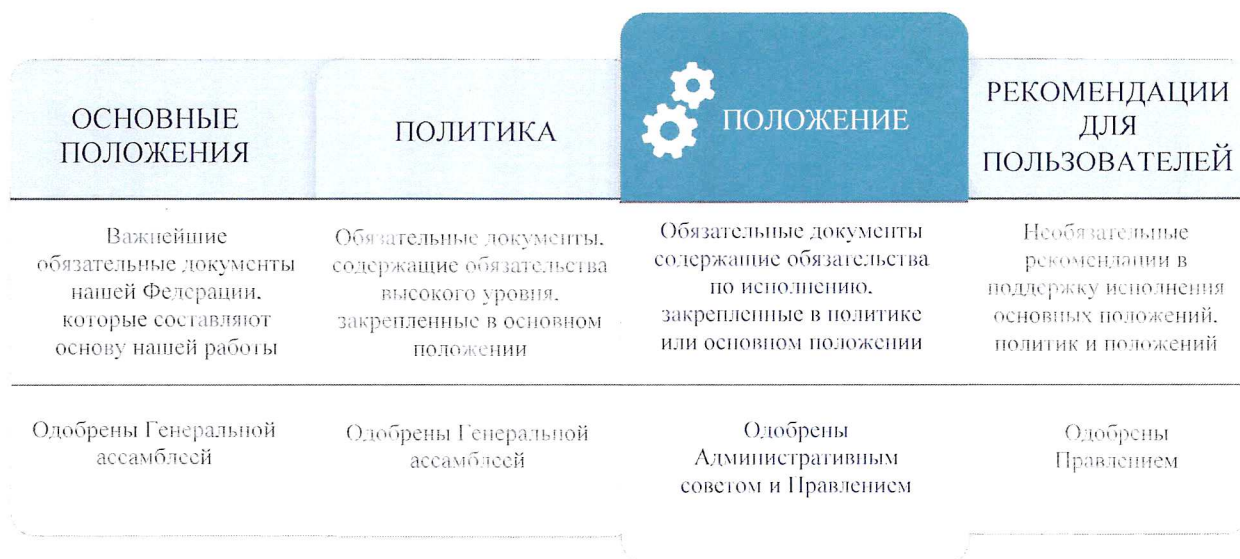 ОСНОВНЫЕ
ПОЛОЖЕНИЯ
Важнейшие
обязательные документы
нашей Федерации,
которые составляют
основу нашей работы
Одобрены Генеральной
ассамблеей
ПОЛИТИКА
Обязательные документы,
содержащие обязательства
высокого уровня,
закрепленные в основном
положении
Одобрены Генеральной
ассамблеей
ПОЛОЖЕНИЕ
Обязательные документы
содержащие обязательства
по исполнению,
закрепленные в политике
или основном положении
Одобрены
Административным
советом и Правлением
РЕКОМЕНДАЦИИ
ДЛЯ
ПОЛЬЗОВАТЕЛЕЙ
Необязательные
рекомендации в
поддержку исполнения
основных положений,
политик и положений
Одобрены
Правлением